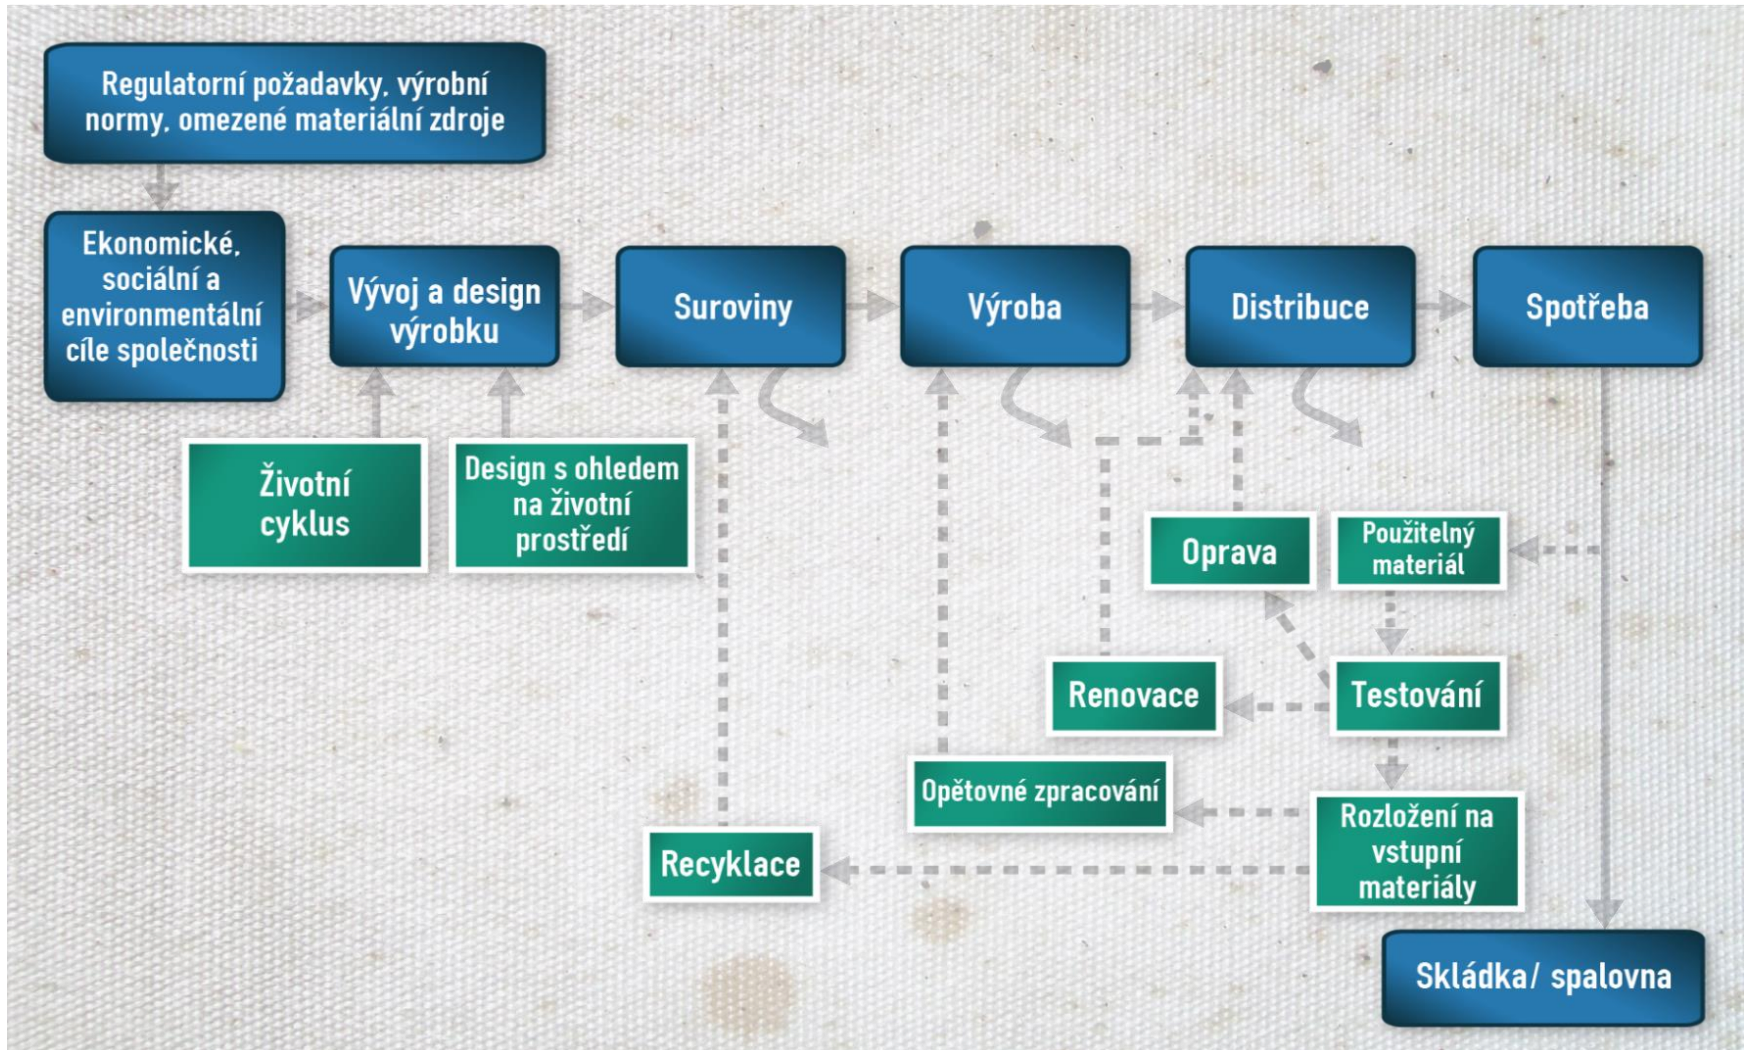 Regulatorní požadavky, výrobní
normy, omezené materiální zdroje
Ekonomické,
sociální a
environmentální
cíle společnosti
Vývoj a design
výrobku
Suroviny
Výroba
Distribuce
Spotřeba
Životní
cyklus
Design s ohledem
na životní
prostředí
Oprava
Použitelný
materiál
Renovace
Testování
Opětovné zpracování
Rozložení na
vstupní
materiály
Recyklace
Skládka/ spalovna